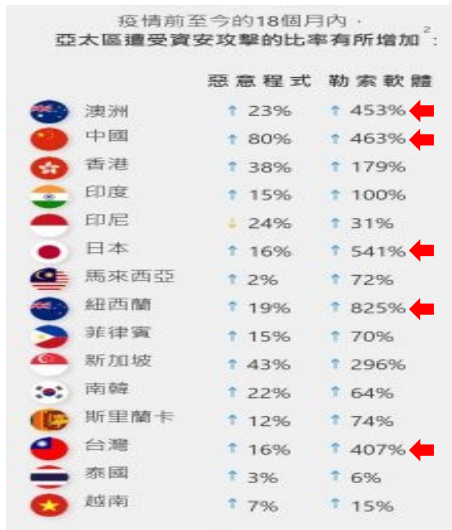 疫情前至今的18個月內，
亞太區遭受資安攻擊的比率有所增加2：
惡意程式 勒索軟體
澳洲 ↑ 23% ↑ 453%
中國 ↑ 80% ↑ 463%
香港 ↑ 38% ↑ 179%
印度 ↑ 15% ↑ 100%
印尼 ↓ 24% ↑ 31%
日本 ↑ 16% ↑ 541%
馬來西亞 ↑ 2% ↑ 72%
紐西蘭 ↑ 19% ↑ 825%
菲律賓 ↑ 15% ↑ 70%
新加坡 ↑ 43% ↑ 296%
南韓 ↑ 22% ↑ 64%
斯里蘭卡 ↑ 12% ↑ 74%
台灣 ↑ 16% ↑ 407%
泰國 ↑ 3% ↑ 6%
越南 ↑ 7% ↑ 15%